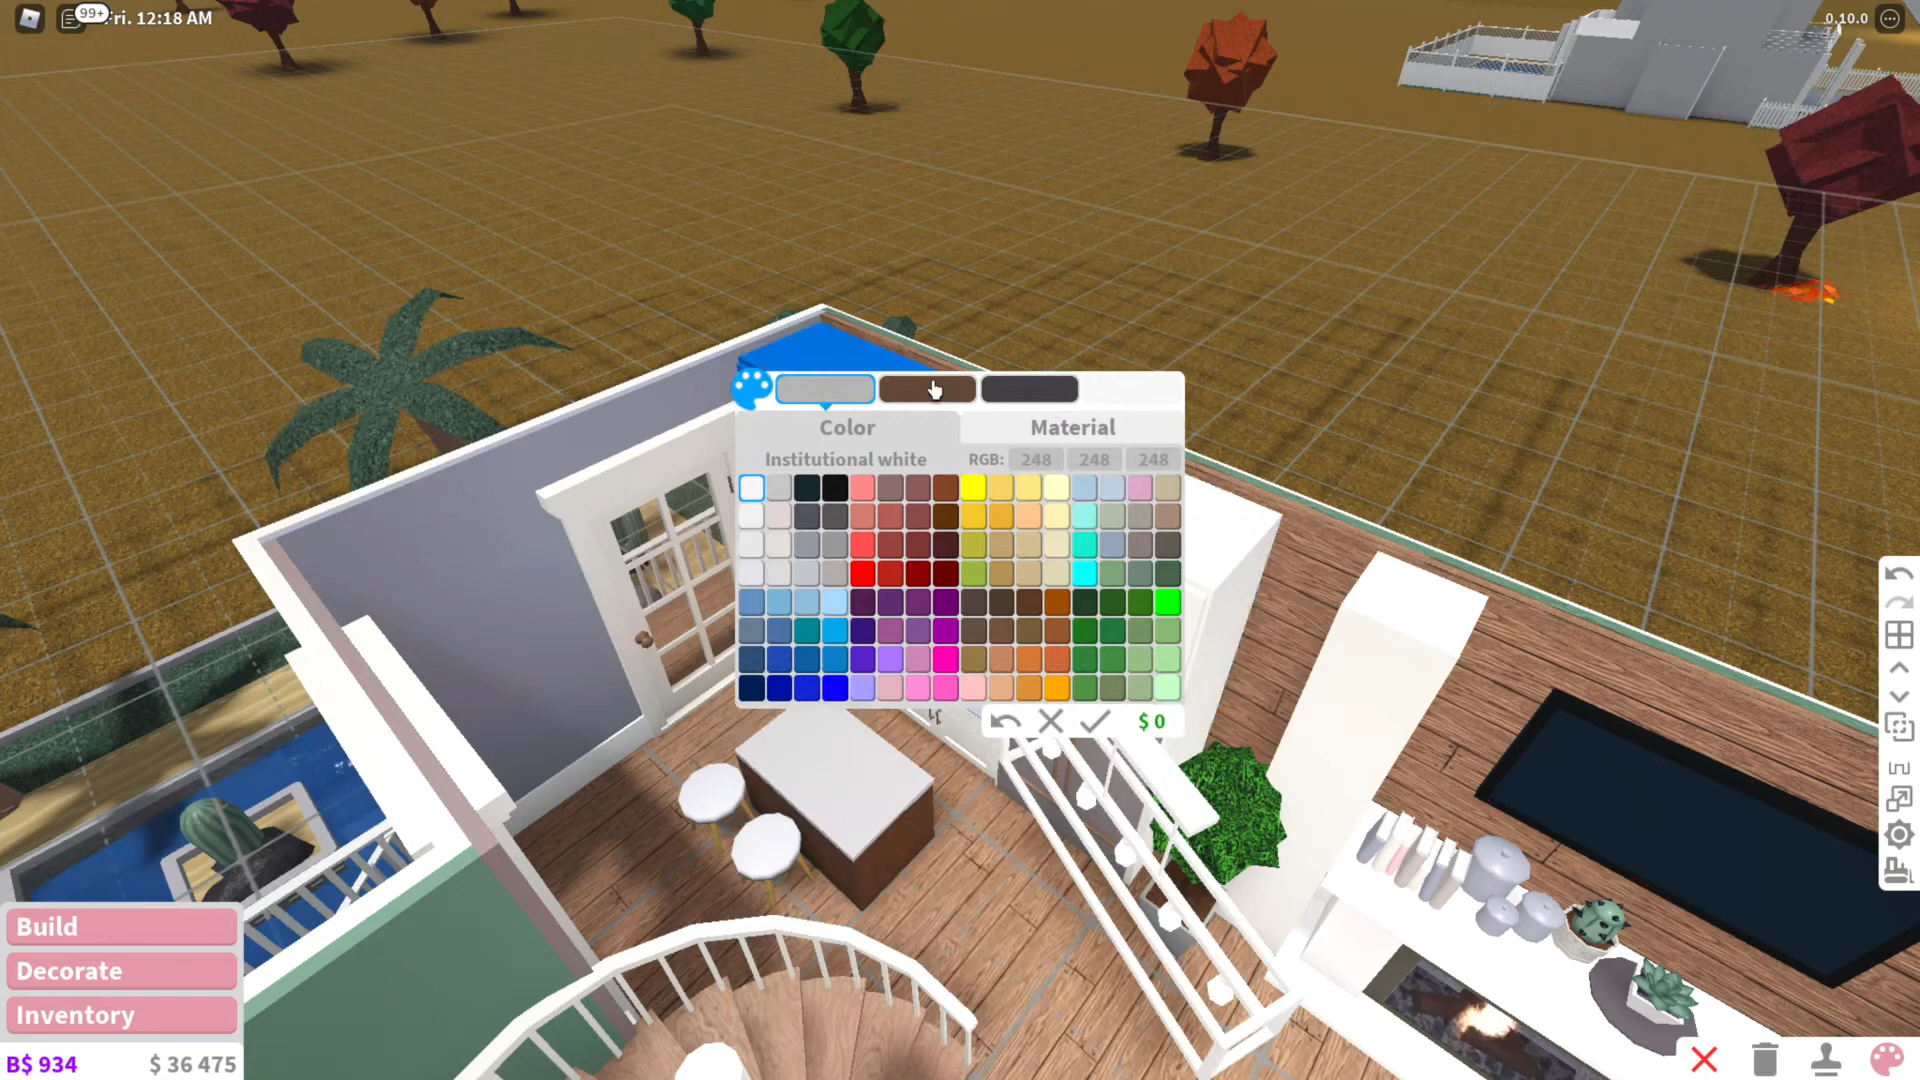 99+
Fri. 12:18 AM
0.10.0
Color
Material
Institutional white
RGB: 248 248 248
$ 0
Build
Decorate
Inventory
B$ 934
$ 36 475